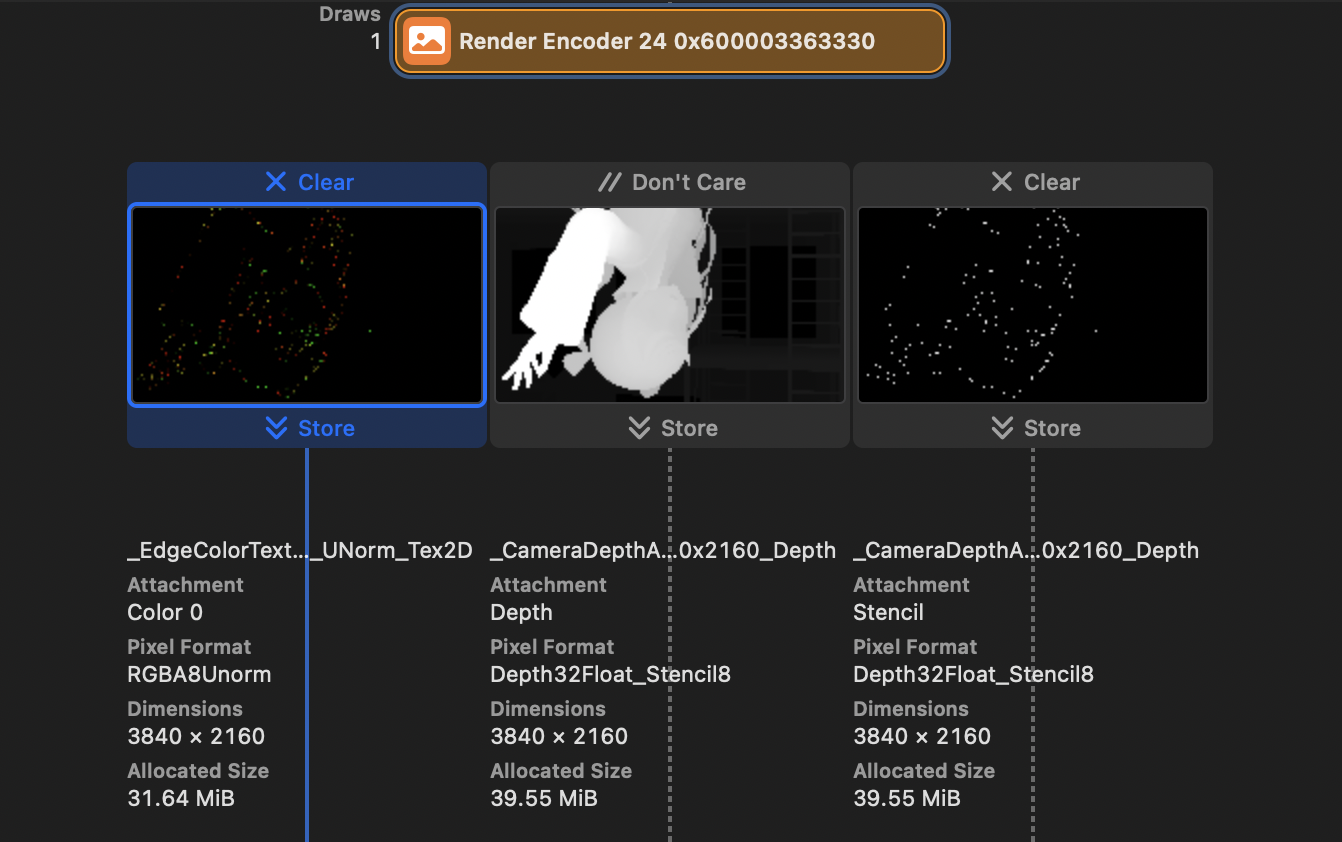 Draws
1
Render Encoder 24 0x600003363330
Clear
Don't Care
Clear
Store
Store
Store
_EdgeColorText..._UNorm_Tex2D
_CameraDepthA...0x2160_Depth
_CameraDepthA...0x2160_Depth
Attachment
Attachment
Attachment
Color 0
Depth
Stencil
Pixel Format
Pixel Format
Pixel Format
RGBA8Unorm
Depth32Float_Stencil8
Depth32Float_Stencil8
Dimensions
Dimensions
Dimensions
3840 × 2160
3840 × 2160
3840 × 2160
Allocated Size
Allocated Size
Allocated Size
31.64 MiB
39.55 MiB
39.55 MiB